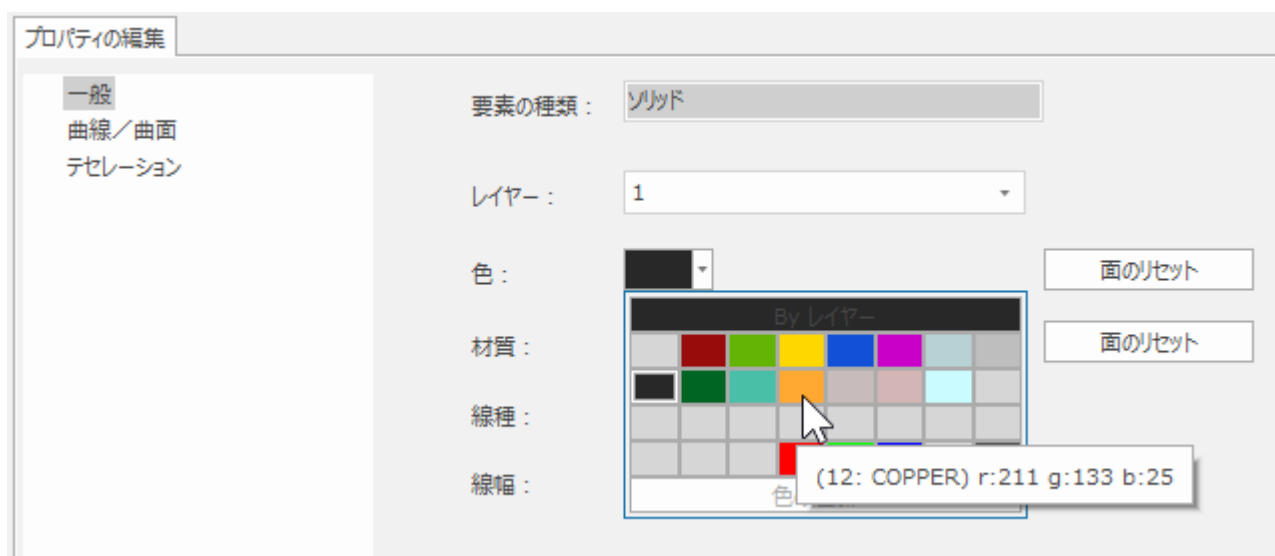 プロパティの編集
一般
曲線／曲面
テセレーション
要素の種類： ソリッド
レイヤー： 1
色： 面のリセット
By レイヤー
材質： 面のリセット
線種：
(12: COPPER) r:211 g:133 b:25
線幅：
色